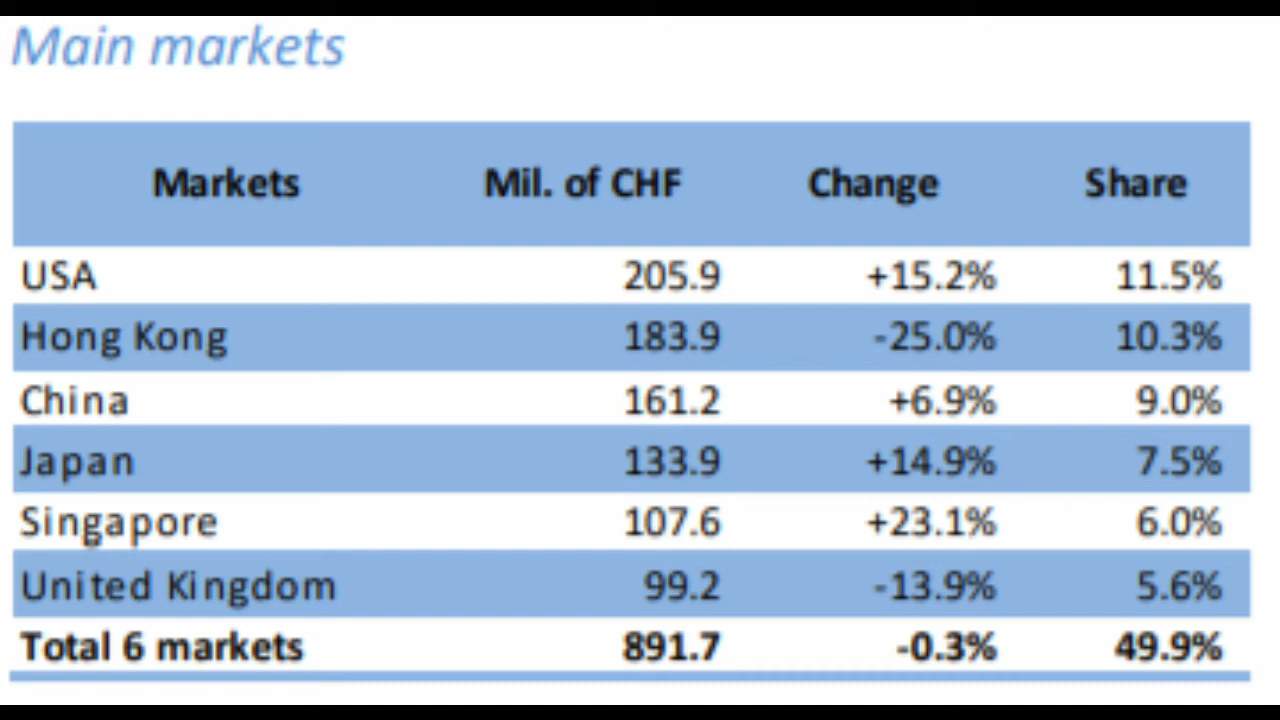 Main markets
Markets Mil. of CHF Change Share
USA 205.9 +15.2% 11.5%
Hong Kong 183.9 -25.0% 10.3%
China 161.2 +6.9% 9.0%
Japan 133.9 +14.9% 7.5%
Singapore 107.6 +23.1% 6.0%
United Kingdom 99.2 -13.9% 5.6%
Total 6 markets 891.7 -0.3% 49.9%